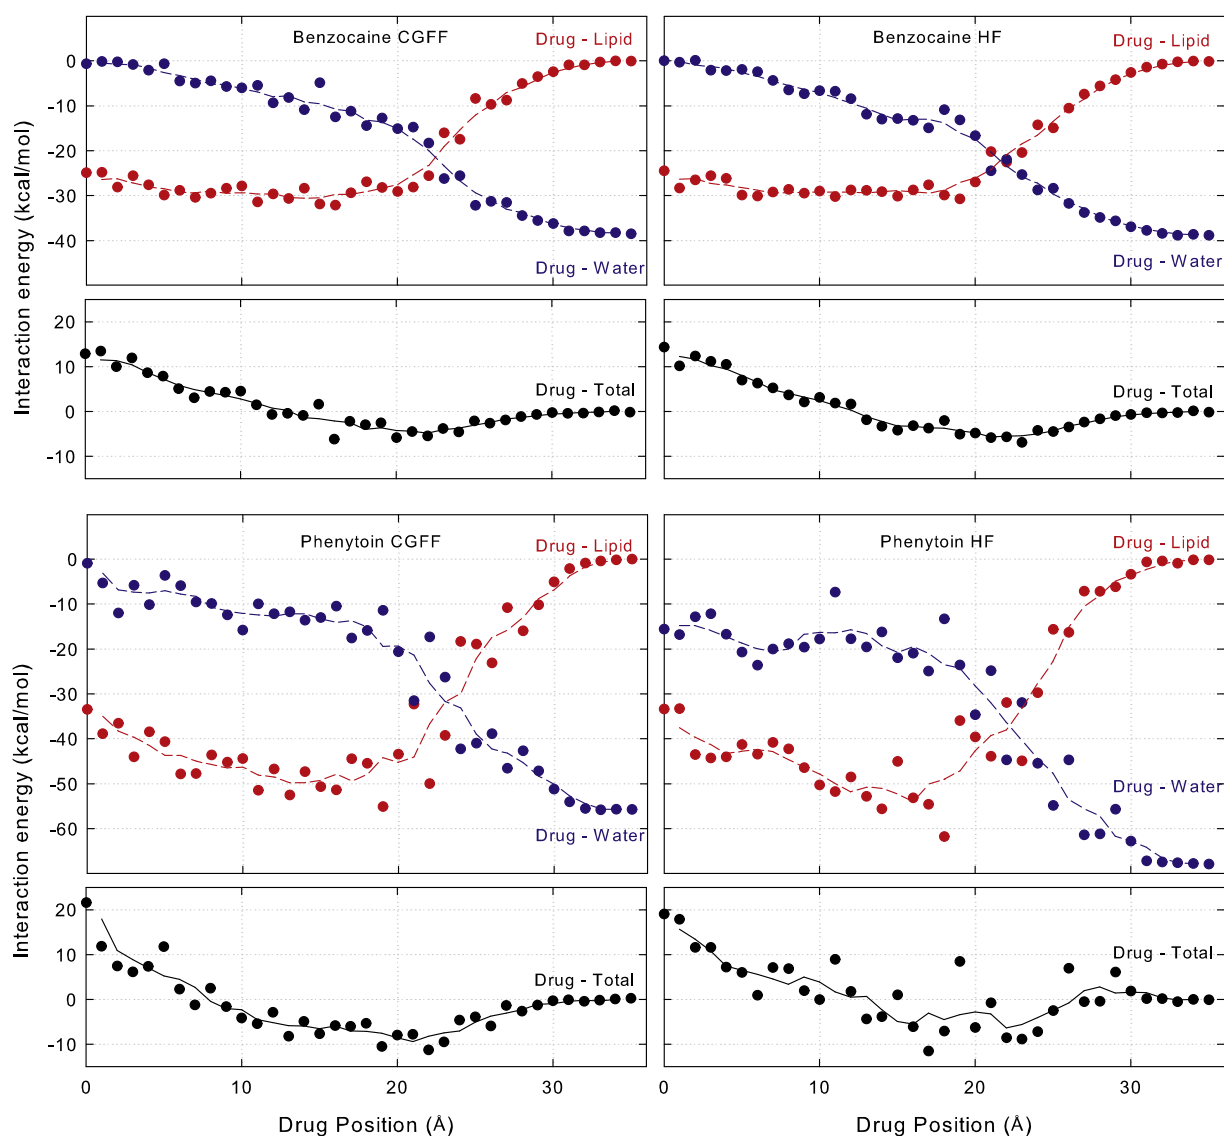 Benzocaine CGFF
Drug - Lipid
Benzocaine HF
Drug - Lipid
0
-10
-20
-30
-40
Drug - Water
Drug - Water
Interaction energy (kcal/mol)
20
10
0
-10
Drug - Total
Drug - Total
Phenytoin CGFF
Drug - Lipid
Phenytoin HF
Drug - Lipid
0
-10
-20
-30
-40
-50
-60
Drug - Water
Drug - Water
Interaction energy (kcal/mol)
20
10
0
-10
Drug - Total
Drug - Total
0 10 20 30 0 10 20 30
Drug Position (Å) Drug Position (Å)